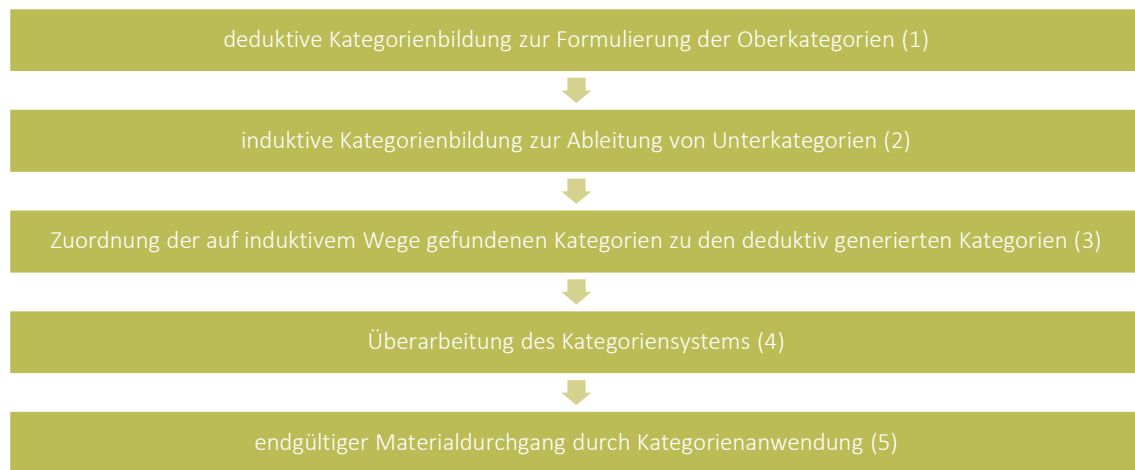 deduktive Kategorienbildung zur Formulierung der Oberkategorien (1)
induktive Kategorienbildung zur Ableitung von Unterkategorien (2)
Zuordnung der auf induktivem Wege gefundenen Kategorien zu den deduktiv generierten Kategorien (3)
Überarbeitung des Kategoriensystems (4)
endgültiger Materialdurchgang durch Kategorienanwendung (5)